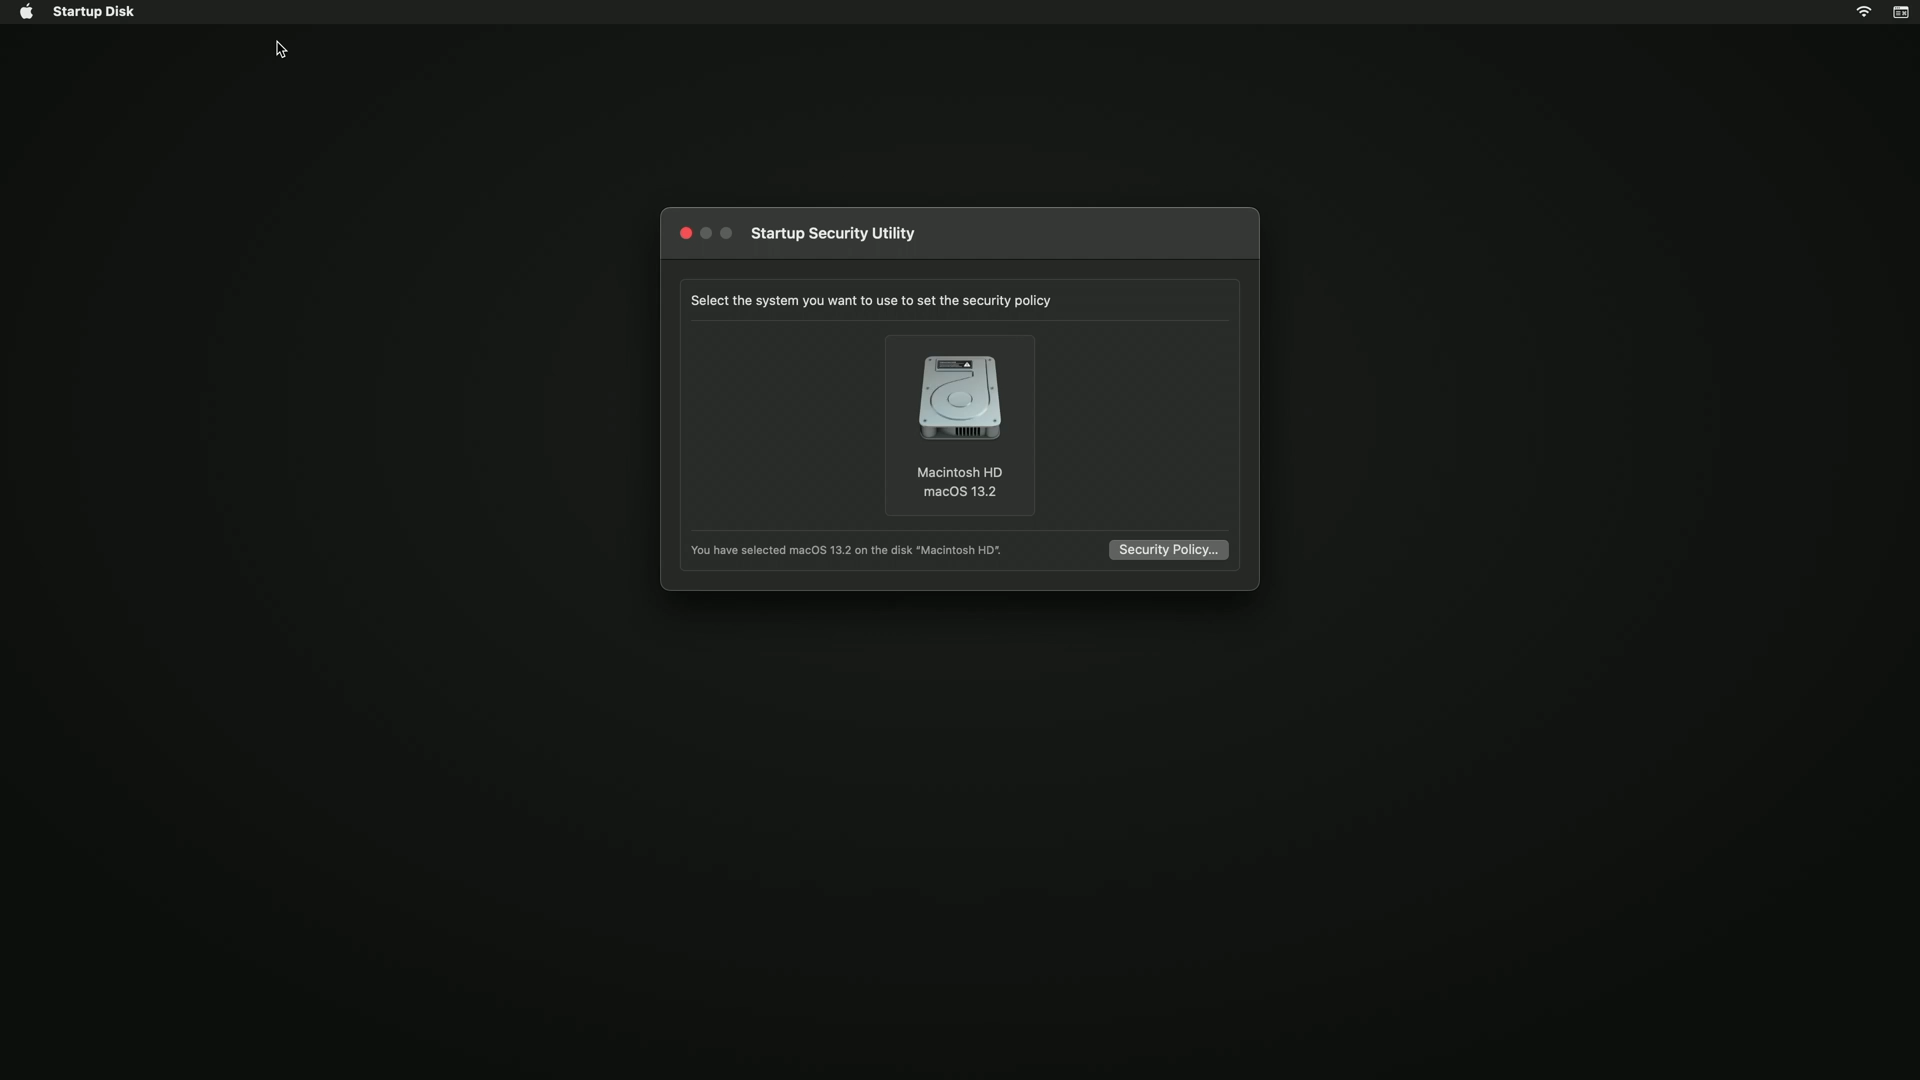 Startup Disk
Startup Security Utility
Select the system you want to use to set the security policy
Macintosh HD
macOS 13.2
You have selected macOS 13.2 on the disk “Macintosh HD”.
Security Policy...